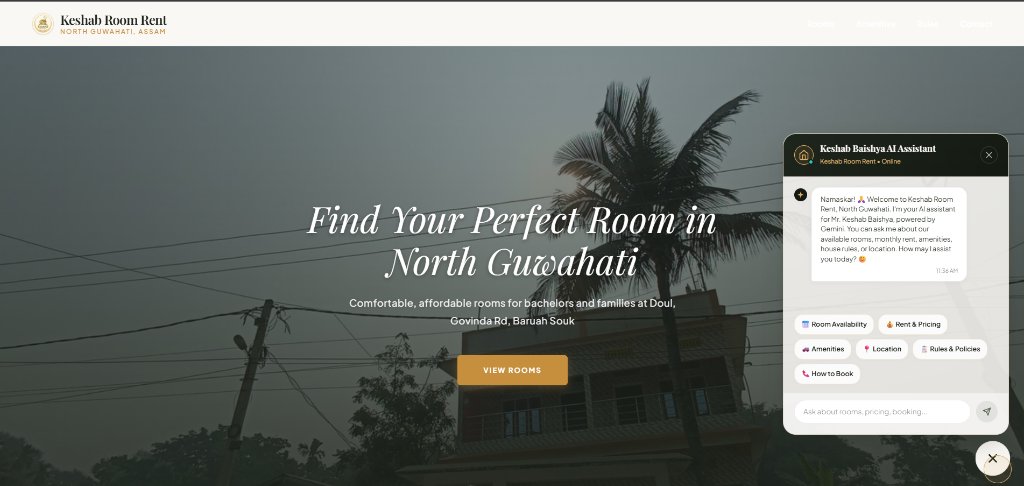 Keshab Room Rent
NORTH GUWAHATI, ASSAM
Rooms Amenities Rules Contact
Find Your Perfect Room in
North Guwahati
Comfortable, affordable rooms for bachelors and families at Doul,
Govinda Rd, Baruah Souk
VIEW ROOMS
Keshab Baishya AI Assistant
Keshab Room Rent • Online
Namaskar! 🙏 Welcome to Keshab Room
Rent, North Guwahati. I'm your AI assistant
for Mr. Keshab Baishya, powered by
Gemini. You can ask me about our
available rooms, monthly rent, amenities,
house rules, or location. How may I assist
you today? 😊
11:36 AM
Room Availability
Rent & Pricing
Amenities
Location
Rules & Policies
How to Book
Ask about rooms, pricing, booking...